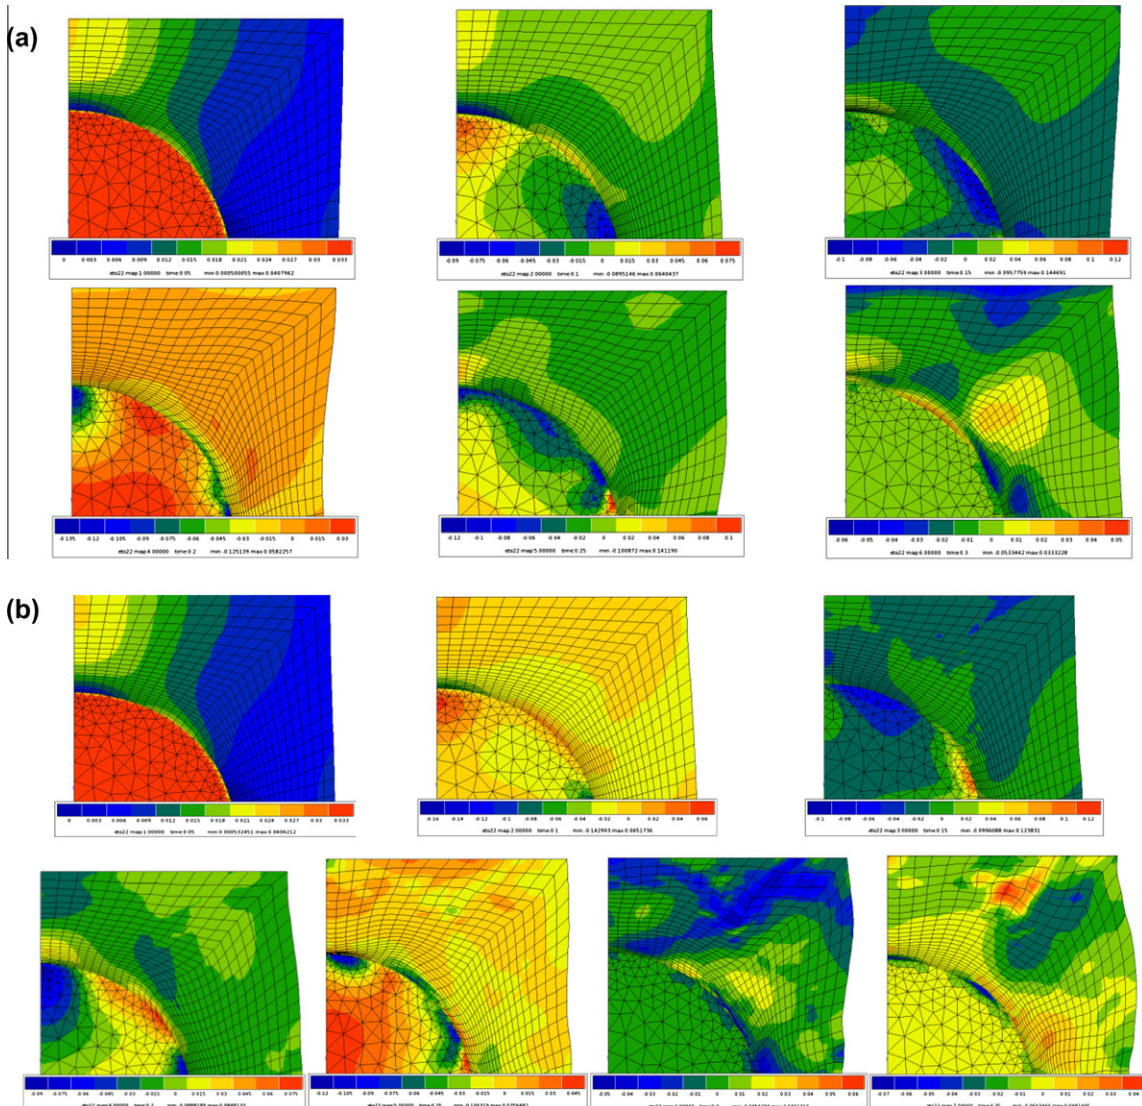 (a)
0 0.003 0.006 0.009 0.012 0.015 0.018 0.021 0.024 0.027 0.03 0.033
eto22 map:1.00000 time:0.05 min:0.000500055 max:0.0407962
-0.09 -0.075 -0.06 -0.045 -0.03 -0.015 0 0.015 0.03 0.045 0.06 0.075
eto22 map:2.00000 time:0.1 min:-0.0895146 max:0.0640437
-0.1 -0.08 -0.06 -0.04 -0.02 0 0.02 0.04 0.06 0.08 0.1 0.12
eto22 map:3.00000 time:0.15 min:-0.0957759 max:0.144691
-0.135 -0.12 -0.105 -0.09 -0.075 -0.06 -0.045 -0.03 -0.015 0 0.015 0.03
eto22 map:4.00000 time:0.2 min:-0.125139 max:0.0582257
-0.12 -0.1 -0.08 -0.06 -0.04 -0.02 0 0.02 0.04 0.06 0.08 0.1
eto22 map:5.00000 time:0.25 min:-0.100872 max:0.141190
-0.06 -0.05 -0.04 -0.03 -0.02 -0.01 0 0.01 0.02 0.03 0.04 0.05
eto22 map:6.00000 time:0.3 min:-0.0533442 max:0.0333228
(b)
0 0.003 0.006 0.009 0.012 0.015 0.018 0.021 0.024 0.027 0.03 0.033
eto22 map:1.00000 time:0.05 min:0.000532451 max:0.0406212
-0.16 -0.14 -0.12 -0.1 -0.08 -0.06 -0.04 -0.02 0 0.02 0.04 0.06
eto22 map:2.00000 time:0.1 min:-0.142993 max:0.0651736
-0.1 -0.08 -0.06 -0.04 -0.02 0 0.02 0.04 0.06 0.08 0.1 0.12
eto22 map:3.00000 time:0.15 min:-0.0996088 max:0.123831
-0.09 -0.075 -0.06 -0.045 -0.03 -0.015 0 0.015 0.03 0.045 0.06 0.075
-0.12 -0.105 -0.09 -0.075 -0.06 -0.045 -0.03 -0.015 0 0.015 0.03 0.045
-0.05 -0.04 -0.03 -0.02 -0.01 0 0.01 0.02 0.03 0.04 0.05 0.06
-0.07 -0.06 -0.05 -0.04 -0.03 -0.02 -0.01 0 0.01 0.02 0.03 0.04